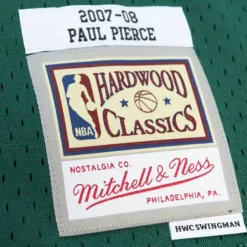 2007-08
PAUL PIERCE
HARDWOOD
NBA
CLASSICS
NOSTALGIA CO.
Mitchell & Ness
PHILADELPHIA, PA.
HWC SWINGMAN